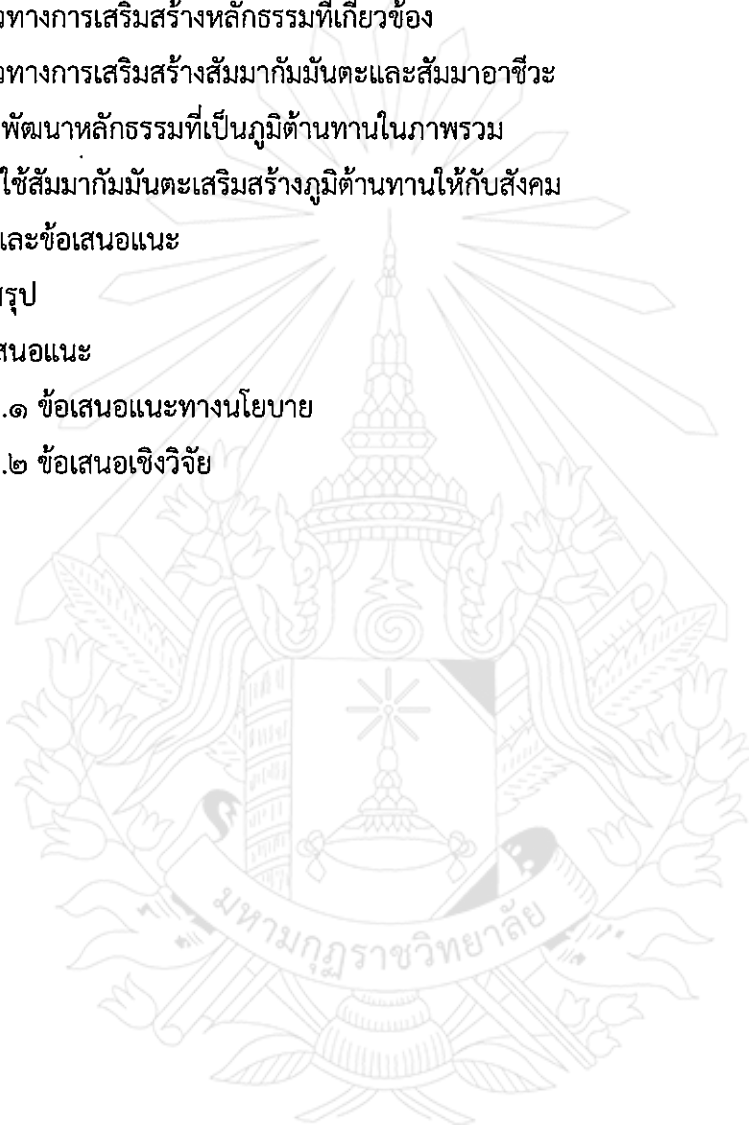 วทางการเสริมสร้างหลักธรรมที่เกี่ยวข้อง
วทางการเสริมสร้างสัมมากัมมันตะและสัมมาอาชีวะ
พัฒนาหลักธรรมที่เป็นภูมิต้านทานในภาพรวม
ใช้สัมมากัมมันตะเสริมสร้างภูมิต้านทานให้กับสังคม
และข้อเสนอแนะ
รุป
สนอแนะ
.๑ ข้อเสนอแนะทางนโยบาย
.๒ ข้อเสนอเชิงวิจัย
มหามกุฏราชวิทยาลัย